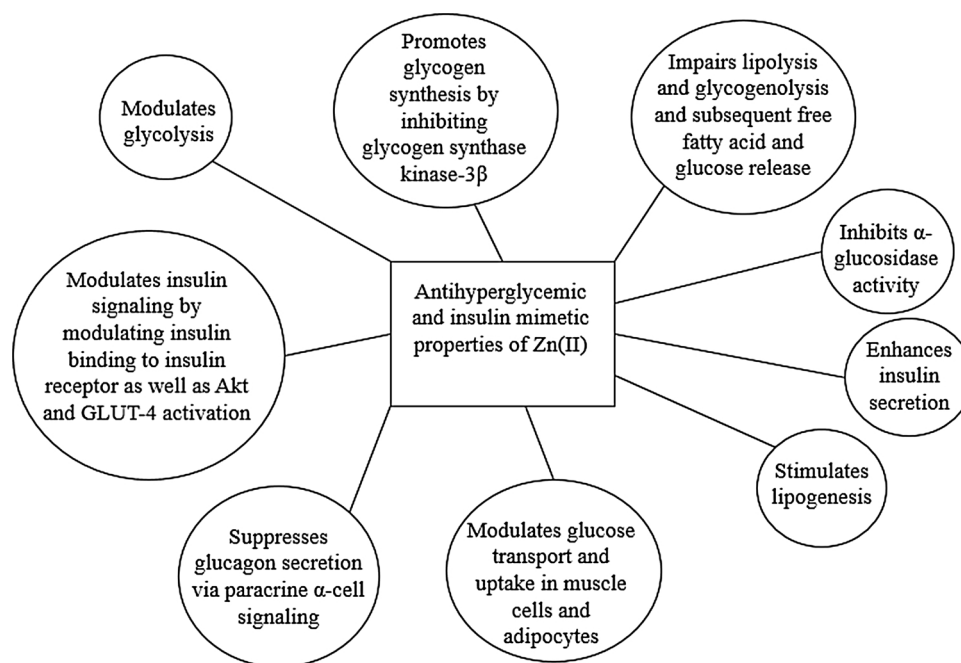 Promotes
glycogen
synthesis by
inhibiting
glycogen synthase
kinase-3β
Impairs lipolysis
and glycogenolysis
and subsequent free
fatty acid and
glucose release
Modulates
glycolysis
Inhibits α-
glucosidase
activity
Modulates insulin
signaling by
modulating insulin
binding to insulin
receptor as well as Akt
and GLUT-4 activation
Antihyperglycemic
and insulin mimetic
properties of Zn(II)
Enhances
insulin
secretion
Stimulates
lipogenesis
Suppresses
glucagon secretion
via paracrine α-cell
signaling
Modulates glucose
transport and
uptake in muscle
cells and
adipocytes